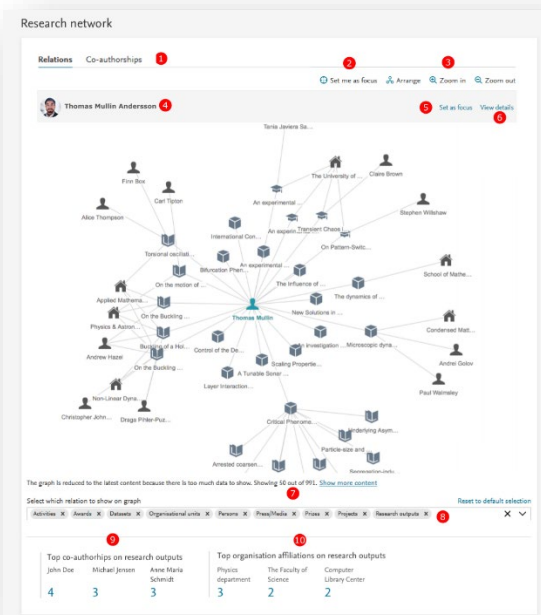 Research network
Relations Co-authorships 1
2 3
Set me as focus Arrange Zoom in Zoom out
Thomas Mullin Andersson 4 5 Set as focus View details
6
Tania Javiera Sa...
The University of ... Claire Brown
Finn Box
Carl Tipton
An experimental ...
Alice Thompson
International Con...
An experim... Transient Chaos i...
Stephen Willshaw
On Pattern-Switc...
Torsional oscillati...
Bifurcation Phen... An experimental ...
On the motion of ...
The Influence of ...
School of Mathe...
Applied Mathema...
The dynamics of ...
On the Buckling ...
Thomas Mullin
New Solutions in ...
Physics & Astron...
Condensed Matt...
Buckling of a Hol...
Control of the De...
An investigation ... Microscopic dyna...
Andrew Hazel
On the Buckling ...
Scaling Propertie...
Andrei Golov
A Tunable Sonar ...
Non-Linear Dyna...
Layer Interaction...
Paul Walmsley
Christopher John...
Critical Phenome...
Underlying Asym...
Particle-size and ...
Arrested coarsen...
The graph is reduced to the latest content because there is too much data to show. Showing 50 out of 991. Show more content
7
Select which relation to show on graph Reset to default selection
Activities x Awards x Datasets x Organisational units x Persons x Press/Media x Prizes x Projects x Research outputs x 8
9 10
Top co-authorhips on research outputs
John Doe Michael Jensen Anne Maria Schmidt
4 3 3
Top organisation affiliations on research outputs
Physics department The Faculty of Science Computer Library Center
3 2 2